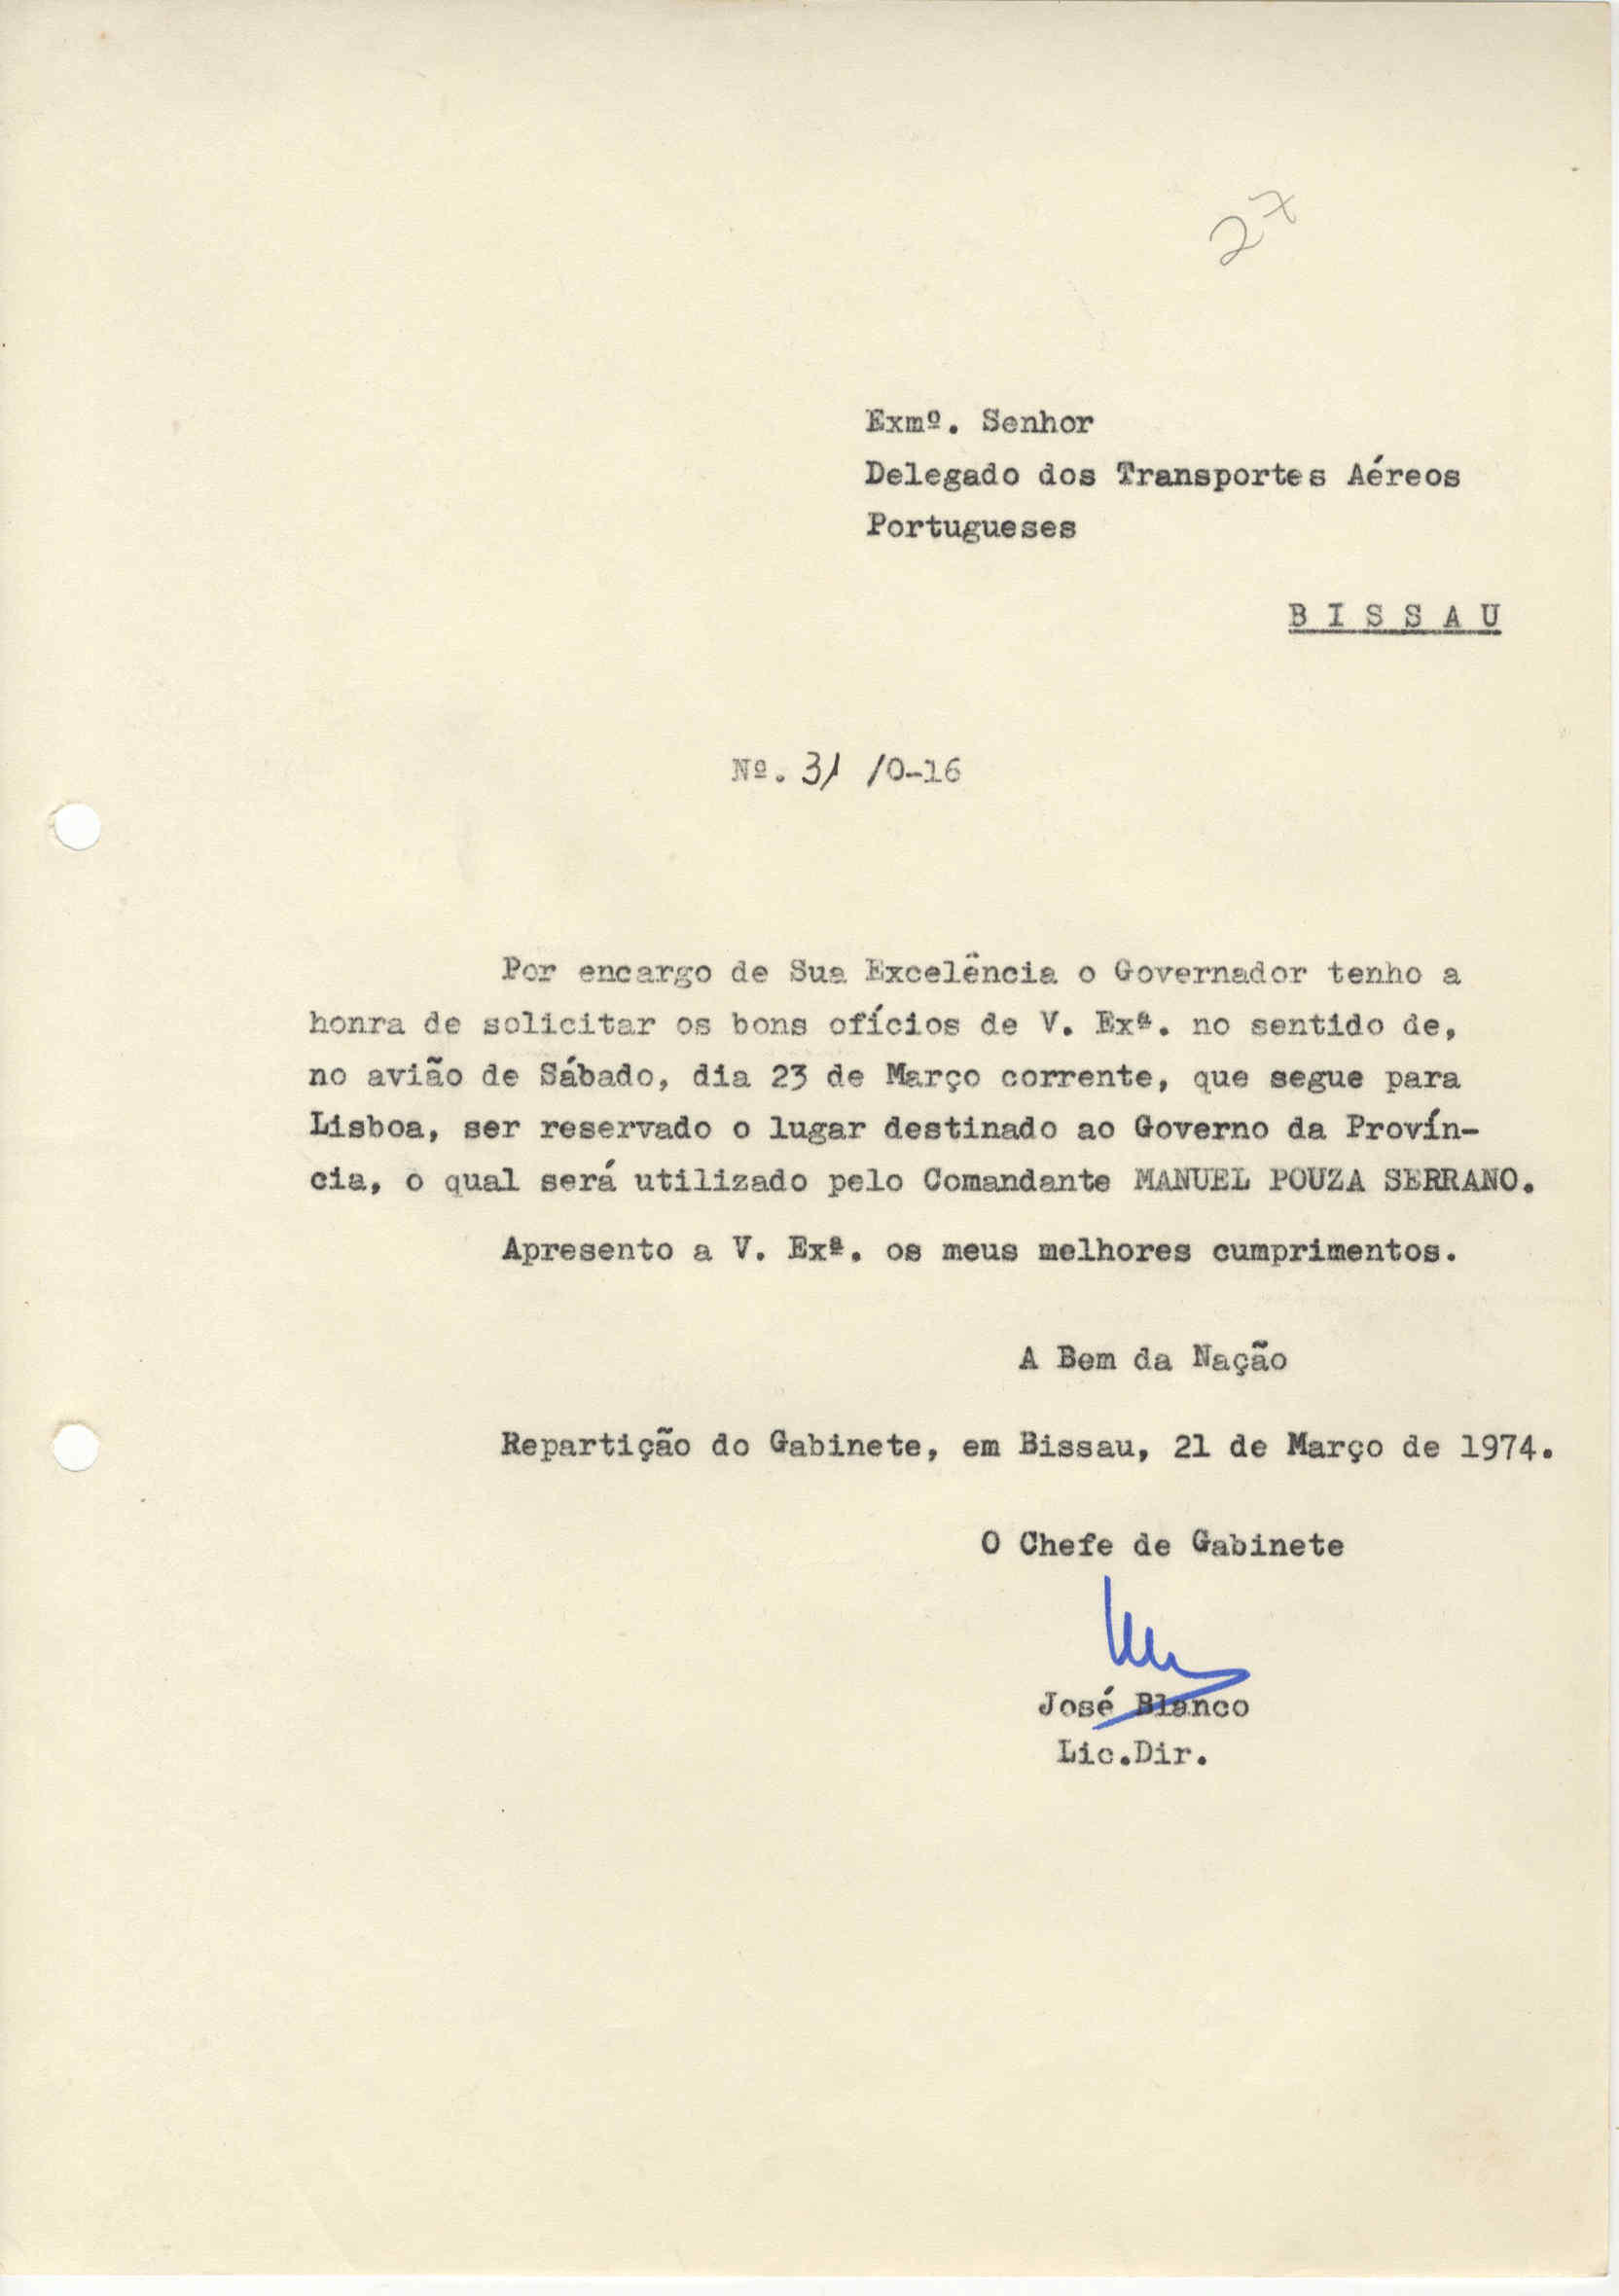 27
Exmº. Senhor
Delegado dos Transportes Aéreos
Portugueses
B I S S A U
Nº. 31 /0-16
Por encargo de Sua Excelência o Governador tenho a
honra de solicitar os bons ofícios de V. Exª. no sentido de,
no avião de Sábado, dia 23 de Março corrente, que segue para
Lisboa, ser reservado o lugar destinado ao Governo da Provín-
cia, o qual será utilizado pelo Comandante MANUEL POUZA SERRANO.
Apresento a V. Exª. os meus melhores cumprimentos.
A Bem da Nação
Repartição do Gabinete, em Bissau, 21 de Março de 1974.
O Chefe de Gabinete
José Blanco
Lic.Dir.